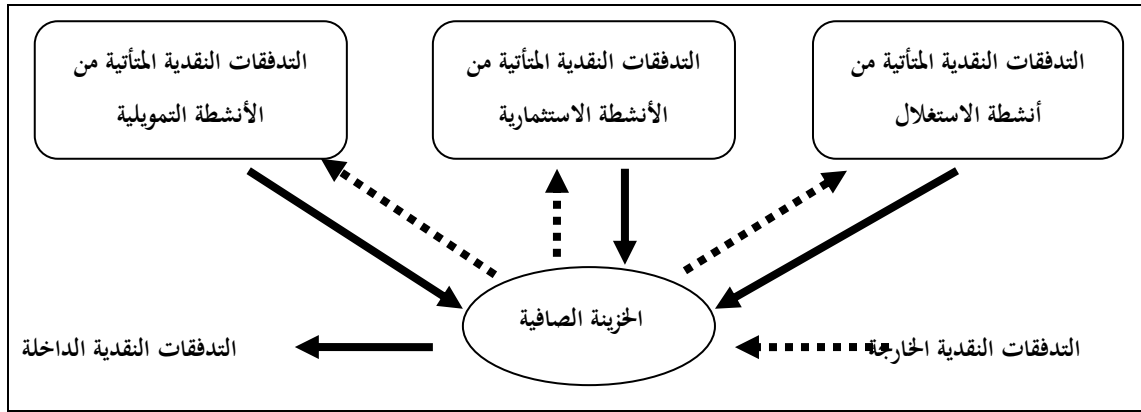 التدفقات النقدية المتأتية من
أنشطة الاستغلال
التدفقات النقدية المتأتية من
الأنشطة الاستثمارية
التدفقات النقدية المتأتية من
الأنشطة التمويلية
الخزينة الصافية
التدفقات النقدية الخارجة
التدفقات النقدية الداخلة